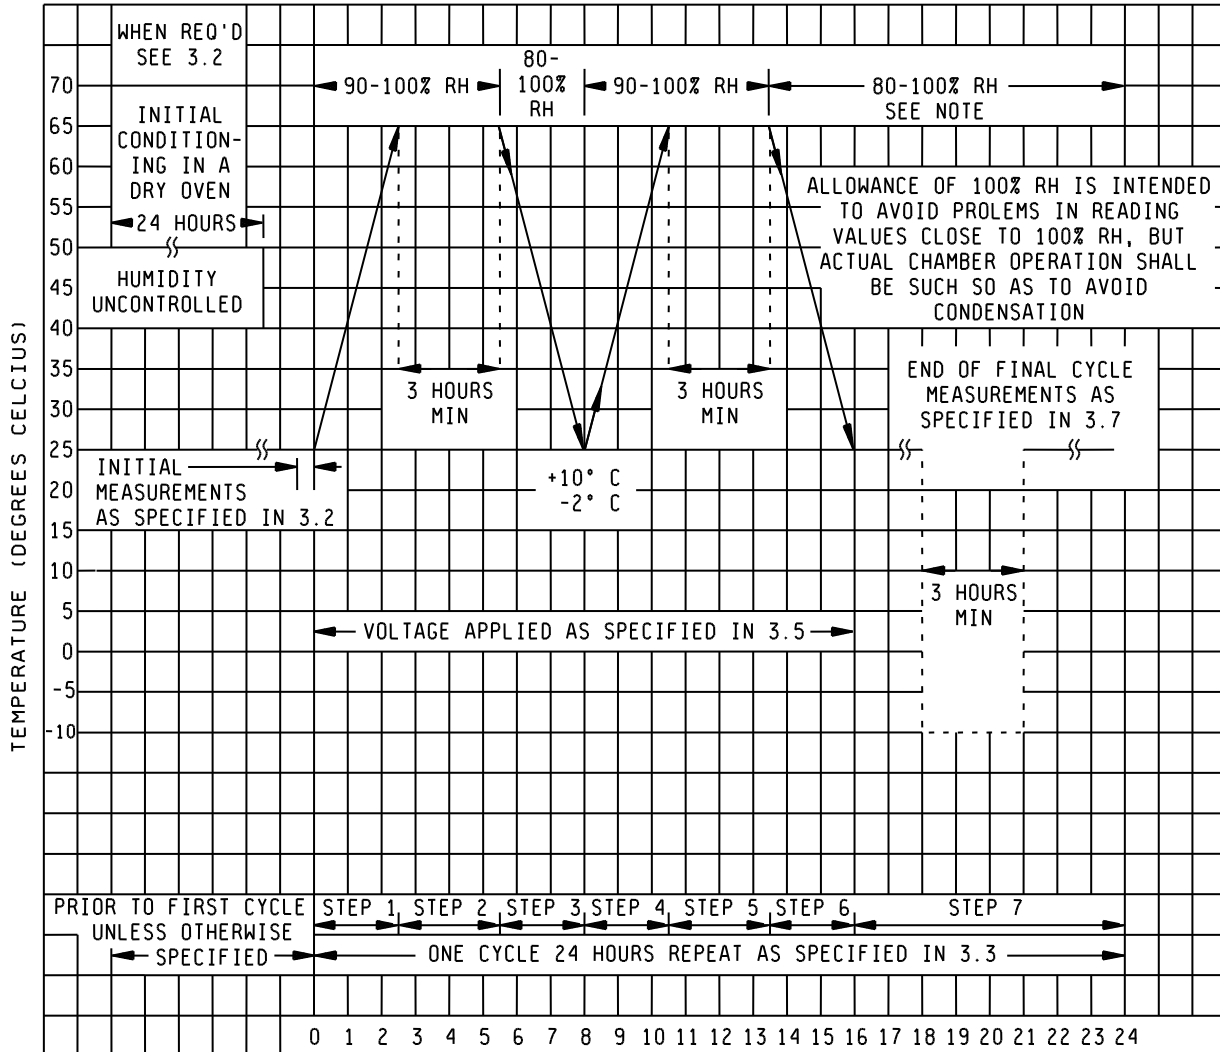 WHEN REQ'D
SEE 3.2
INITIAL
CONDITION-
ING IN A
DRY OVEN
24 HOURS
HUMIDITY
UNCONTROLLED
90-100% RH
80-
100%
RH
90-100% RH
80-100% RH
SEE NOTE
ALLOWANCE OF 100% RH IS INTENDED
TO AVOID PROLEMS IN READING
VALUES CLOSE TO 100% RH, BUT
ACTUAL CHAMBER OPERATION SHALL
BE SUCH SO AS TO AVOID
CONDENSATION
TEMPERATURE (DEGREES CELCIUS)
70
65
60
55
50
45
40
35
30
25
20
15
10
5
0
-5
-10
3 HOURS
MIN
3 HOURS
MIN
END OF FINAL CYCLE
MEASUREMENTS AS
SPECIFIED IN 3.7
INITIAL
MEASUREMENTS
AS SPECIFIED IN 3.2
+10° C
-2° C
3 HOURS
MIN
VOLTAGE APPLIED AS SPECIFIED IN 3.5
PRIOR TO FIRST CYCLE
UNLESS OTHERWISE
SPECIFIED
STEP 1 STEP 2 STEP 3 STEP 4 STEP 5 STEP 6 STEP 7
ONE CYCLE 24 HOURS REPEAT AS SPECIFIED IN 3.3
0 1 2 3 4 5 6 7 8 9 10 11 12 13 14 15 16 17 18 19 20 21 22 23 24